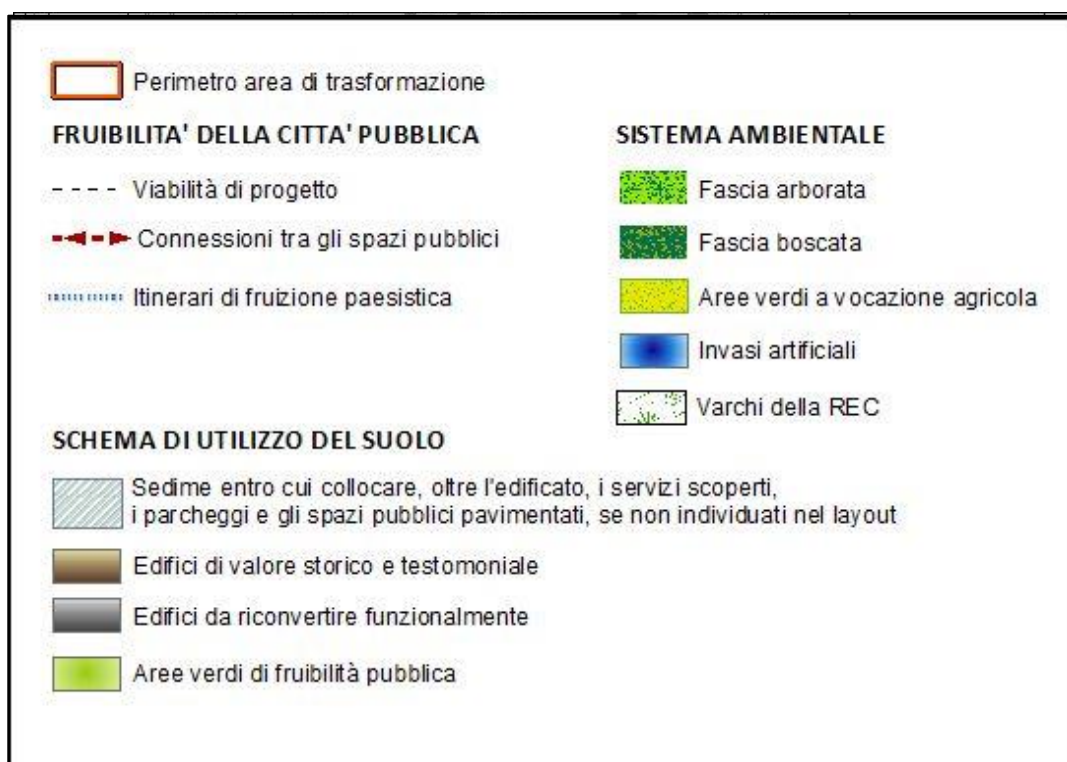 Perimetro area di trasformazione
FRUIBILITA' DELLA CITTA' PUBBLICA
Viabilità di progetto
Connessioni tra gli spazi pubblici
Itinerari di fruizione paesistica
SISTEMA AMBIENTALE
Fascia arborata
Fascia boscata
Aree verdi a vocazione agricola
Invasi artificiali
Varchi della REC
SCHEMA DI UTILIZZO DEL SUOLO
Sedime entro cui collocare, oltre l'edificato, i servizi scoperti,
i parcheggi e gli spazi pubblici pavimentati, se non individuati nel layout
Edifici di valore storico e testomoniale
Edifici da riconvertire funzionalmente
Aree verdi di fruibilità pubblica